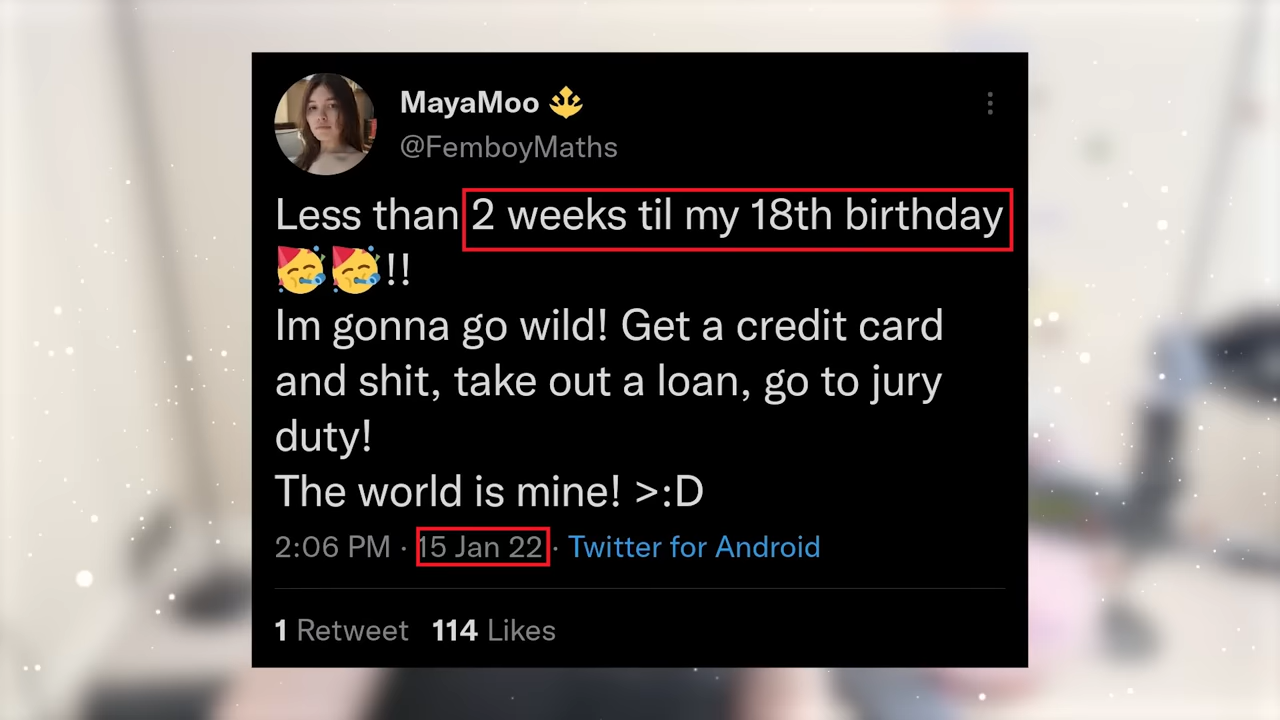 MayaMoo
@FemboyMaths
Less than 2 weeks til my 18th birthday
🥳🥳!!
Im gonna go wild! Get a credit card
and shit, take out a loan, go to jury
duty!
The world is mine! >:D
2:06 PM · 15 Jan 22 · Twitter for Android
1 Retweet 114 Likes